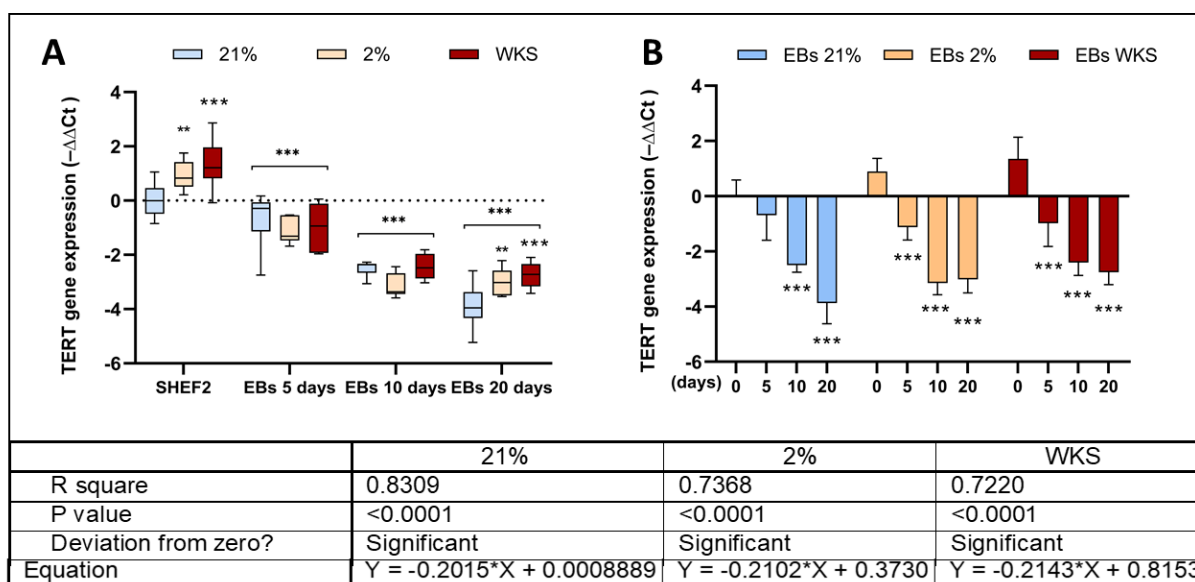 A
21% 2% WKS
TERT gene expression (−ΔΔCt)
4
2
0
-2
-4
-6
** ***
***
***
***
** ***
SHEF2 EBs 5 days EBs 10 days EBs 20 days
B
EBs 21% EBs 2% EBs WKS
TERT gene expression (−ΔΔCt)
4
2
0
-2
-4
-6
*** ***
*** *** ***
*** *** ***
(days) 0 5 10 20 0 5 10 20 0 5 10 20
21% 2% WKS
R square 0.8309 0.7368 0.7220
P value <0.0001 <0.0001 <0.0001
Deviation from zero? Significant Significant Significant
Equation Y = -0.2015*X + 0.0008889 Y = -0.2102*X + 0.3730 Y = -0.2143*X + 0.8153